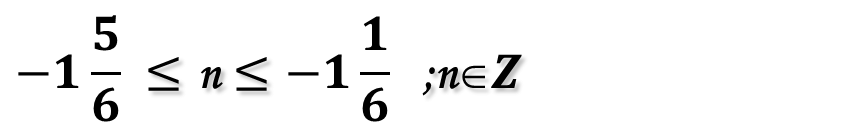 −1 5/6 ≤ n ≤ −1 1/6 ;n∈Z